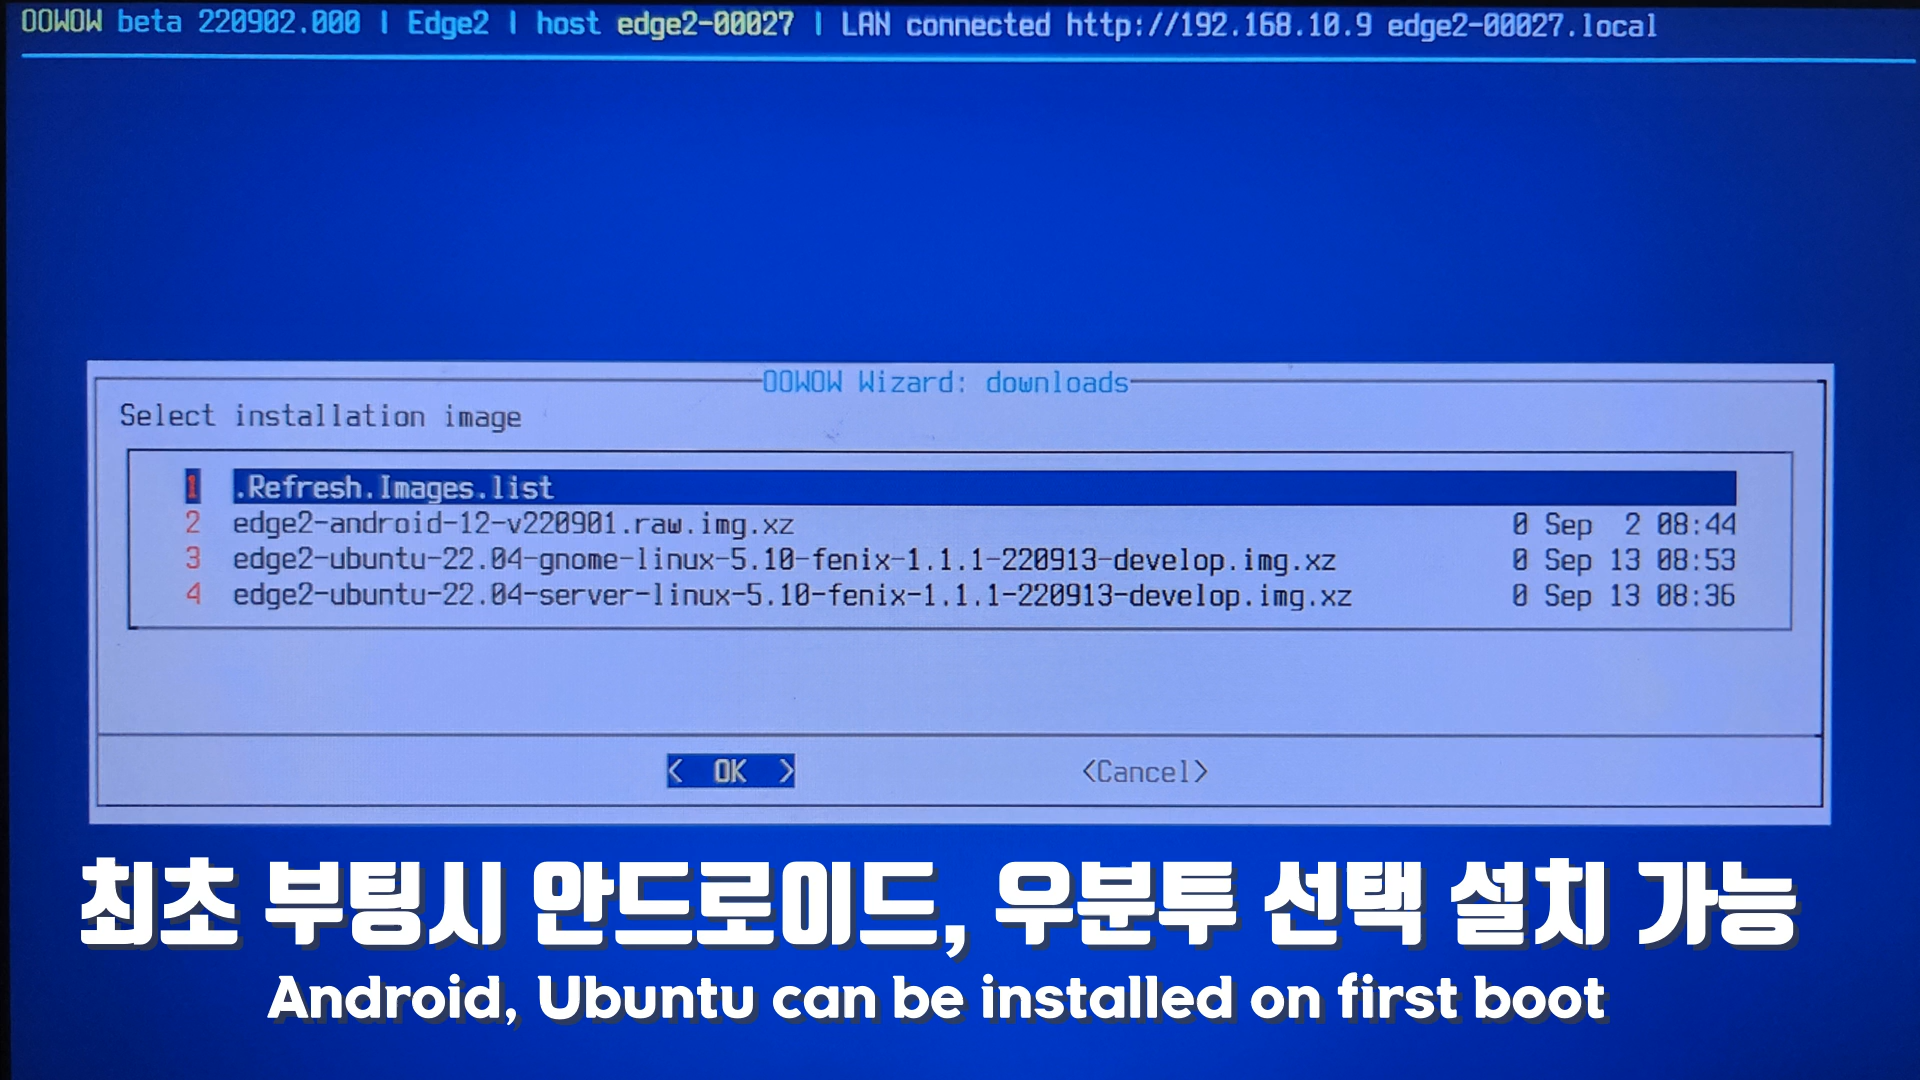 OOWOW beta 220902.000 | Edge2 | host edge2-00027 | LAN connected http://192.168.10.9 edge2-00027.local
OOWOW Wizard: downloads
Select installation image
1 .Refresh.Images.list
2 edge2-android-12-v220901.raw.img.xz 0 Sep 2 08:44
3 edge2-ubuntu-22.04-gnome-linux-5.10-fenix-1.1.1-220913-develop.img.xz 0 Sep 13 08:53
4 edge2-ubuntu-22.04-server-linux-5.10-fenix-1.1.1-220913-develop.img.xz 0 Sep 13 08:36
< OK > <Cancel>
최초 부팅시 안드로이드, 우분투 선택 설치 가능
Android, Ubuntu can be installed on first boot